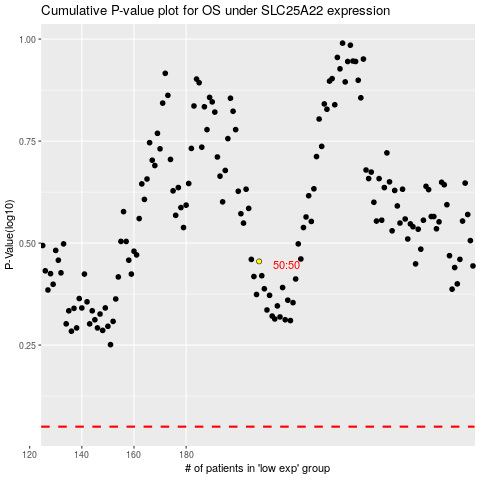 Cumulative P-value plot for OS under SLC25A22 expression
P-Value(log10)
1.00
0.75
0.50
0.25
50:50
120 140 160 180
# of patients in 'low exp' group